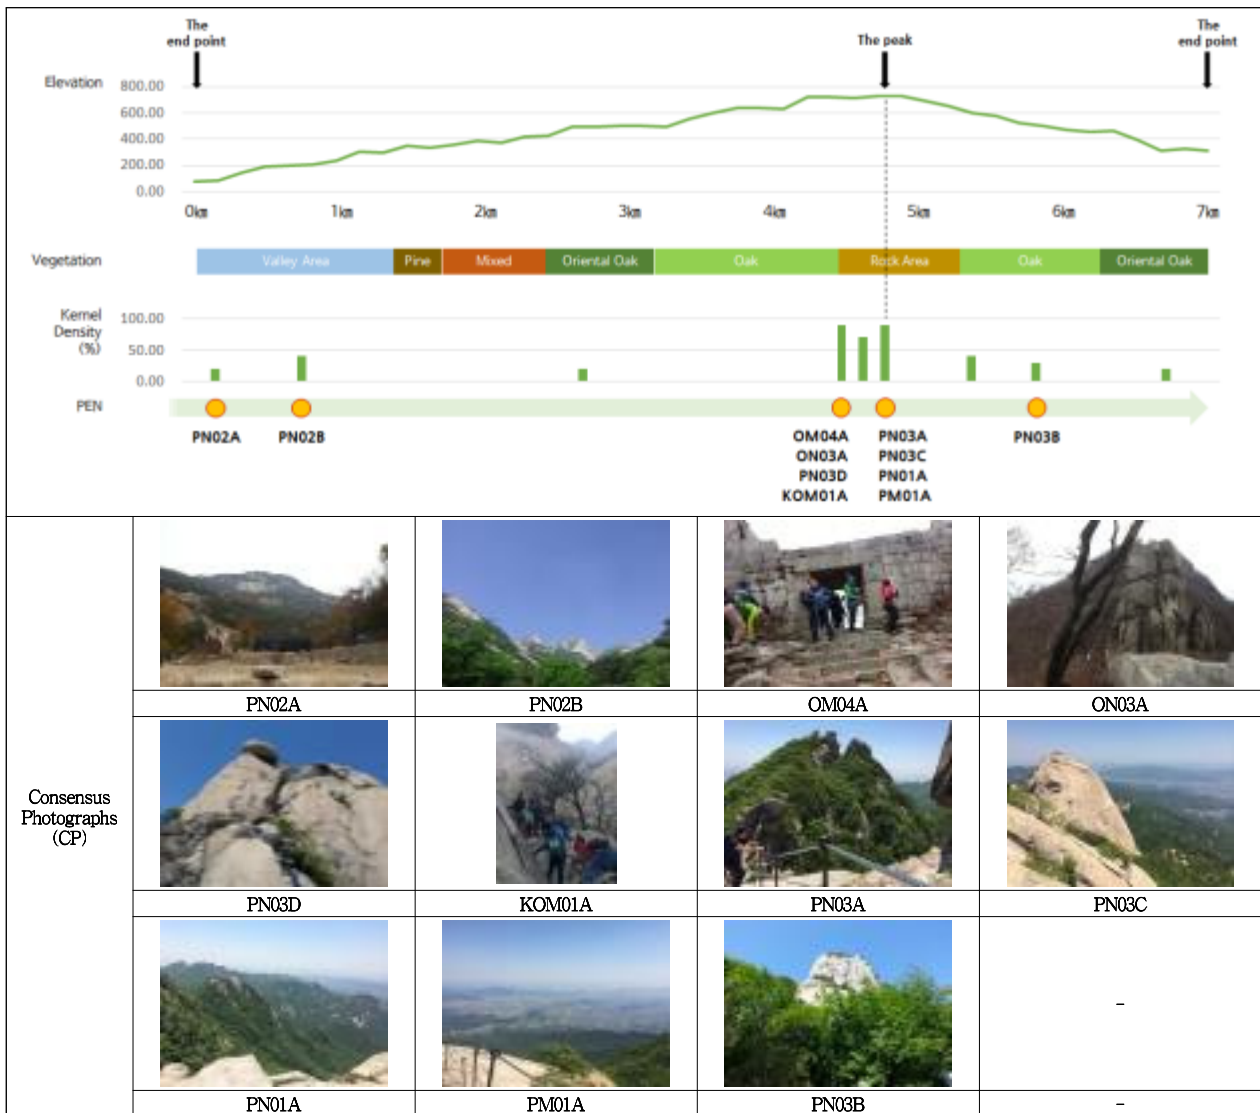 The
end point
The peak
The
end point
Elevation
800.00
600.00
400.00
200.00
0.00
0km
1km
2km
3km
4km
5km
6km
7km
Vegetation
Valley Area
Pine
Mixed
Oriental Oak
Oak
Rock Area
Oak
Oriental Oak
Kernel
Density
(%)
100.00
50.00
0.00
PEN
PN02A
PN02B
OM04A
ON03A
PN03D
KOM01A
PN03A
PN03C
PN01A
PM01A
PN03B
Consensus
Photographs
(CP)
PN02A
PN02B
OM04A
ON03A
PN03D
KOM01A
PN03A
PN03C
-
PN01A
PM01A
PN03B
-